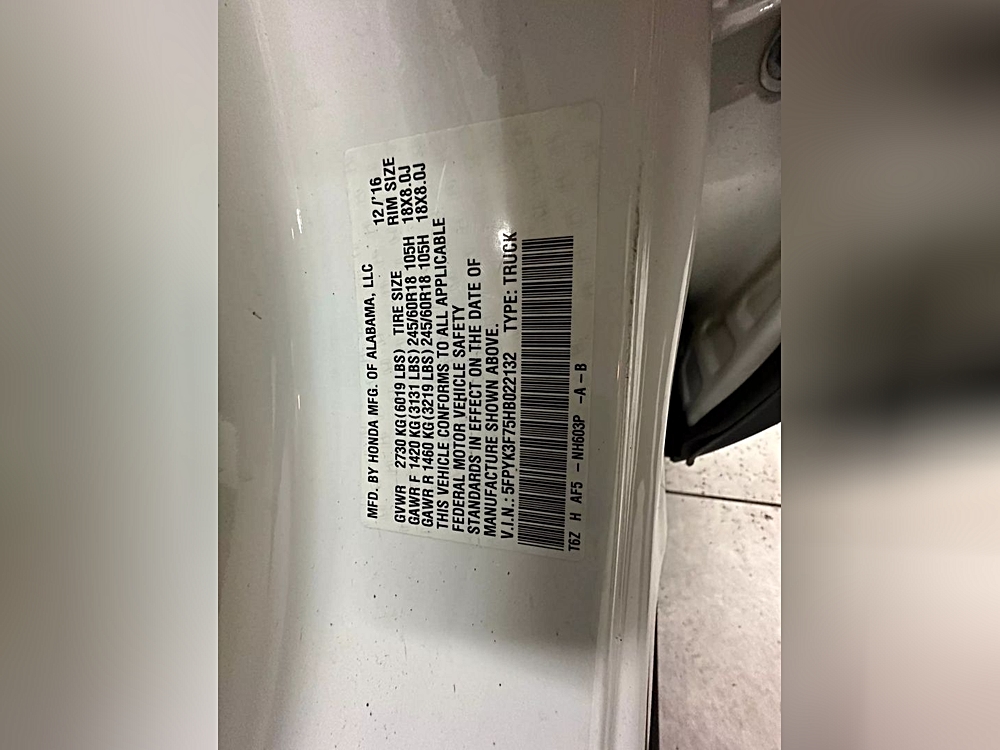 MFD. BY HONDA MFG. OF ALABAMA, LLC 12/'16
GVWR 2730 KG(6019 LBS) TIRE SIZE RIM SIZE
GAWR F 1420 KG(3131 LBS) 245/60R18 105H 18X8.0J
GAWR R 1460 KG(3219 LBS) 245/60R18 105H 18X8.0J
THIS VEHICLE CONFORMS TO ALL APPLICABLE
FEDERAL MOTOR VEHICLE SAFETY
STANDARDS IN EFFECT ON THE DATE OF
MANUFACTURE SHOWN ABOVE.
V.I.N.: 5FPYK3F75HB022132 TYPE: TRUCK
T6Z H AF5 - NH603P -A - B